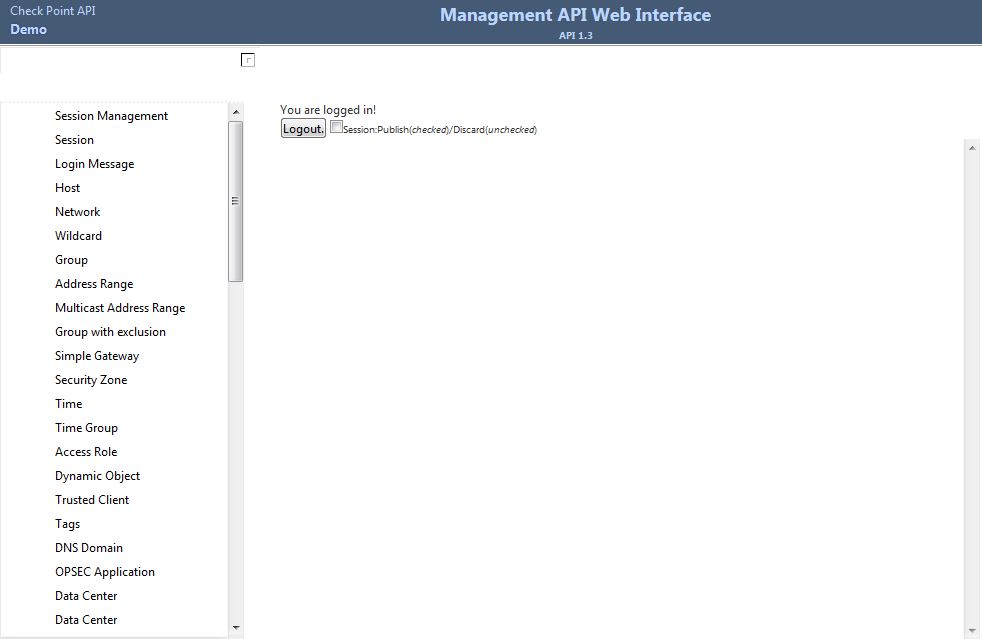 Check Point API
Demo
Management API Web Interface
API 1.3
You are logged in!
Logout.
Session:Publish(checked)/Discard(unchecked)
Session Management
Session
Login Message
Host
Network
Wildcard
Group
Address Range
Multicast Address Range
Group with exclusion
Simple Gateway
Security Zone
Time
Time Group
Access Role
Dynamic Object
Trusted Client
Tags
DNS Domain
OPSEC Application
Data Center
Data Center